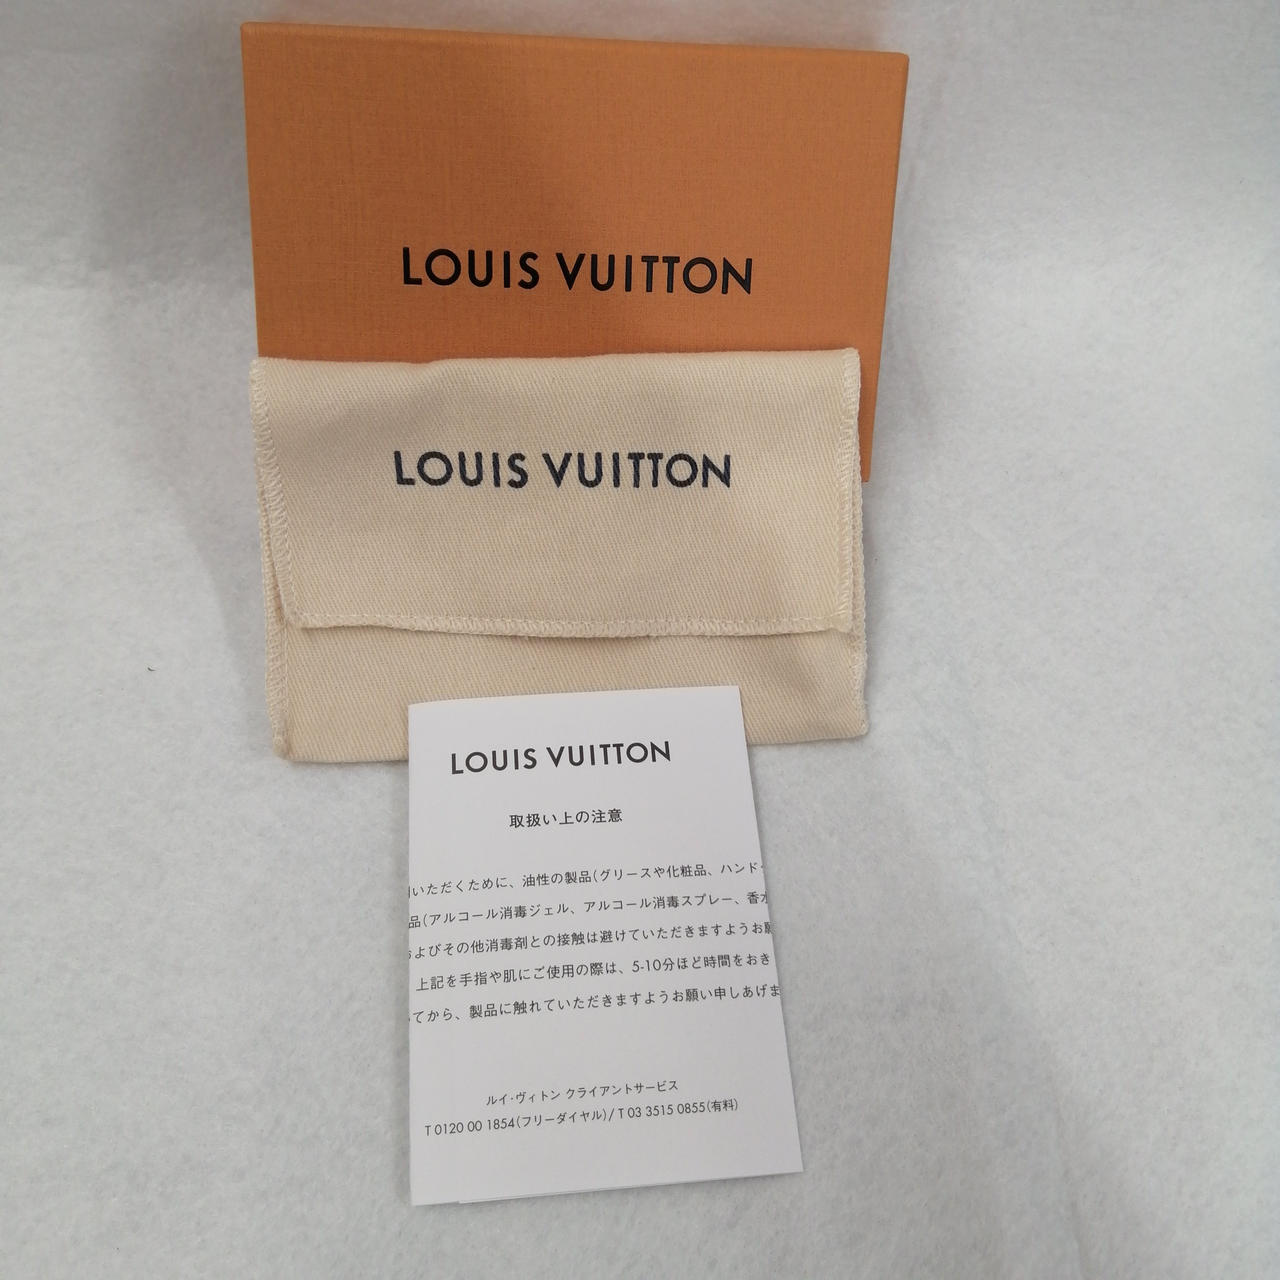 LOUIS VUITTON
LOUIS VUITTON
LOUIS VUITTON
取扱い上の注意
いただくために、油性の製品(グリースや化粧品、ハンド
品(アルコール消毒ジェル、アルコール消毒スプレー、香水
およびその他消毒剤との接触は避けていただきますようお願
上記を手指や肌にご使用の際は、5-10分ほど時間をおき
てから、製品に触れていただきますようお願い申しあげま
ルイ・ヴィトン クライアントサービス
T 0120 00 1854(フリーダイヤル)/ T 03 3515 0855(有料)